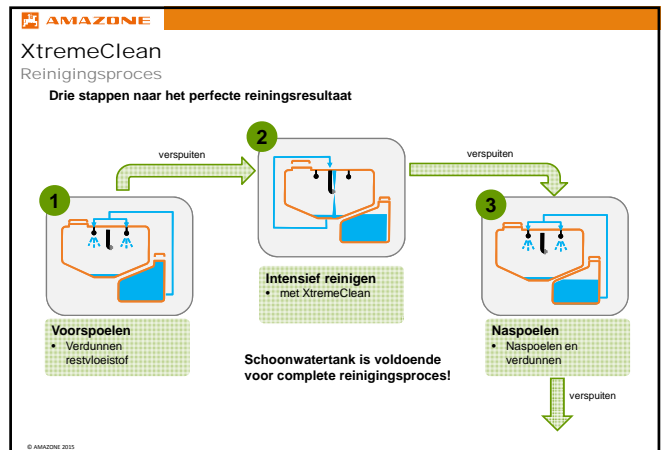 AMAZONE
XtremeClean
Reinigingsproces
Drie stappen naar het perfecte reiningsresultaat
1
verspuiten
2
verspuiten
3
Intensief reinigen
• met XtremeClean
Voorspoelen
• Verdunnen
restvloeistof
Naspoelen
• Naspoelen en
verdunnen
Schoonwatertank is voldoende
voor complete reinigingsproces!
verspuiten
© AMAZONE 2015